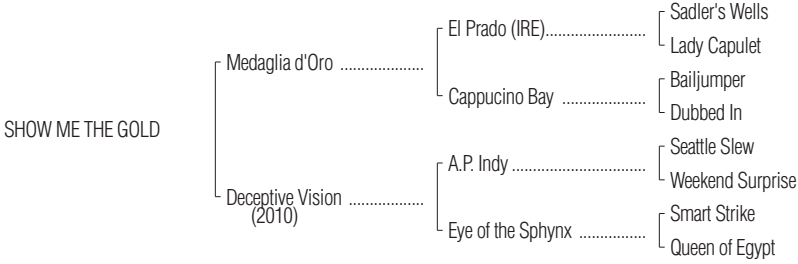 Sadler's Wells
El Prado (IRE).......................
Lady Capulet
Medaglia d'Oro ...................
Bailjumper
Cappucino Bay ...................
Dubbed In
SHOW ME THE GOLD
Seattle Slew
A.P. Indy ..............................
Weekend Surprise
Deceptive Vision .................
(2010)
Smart Strike
Eye of the Sphynx ...............
Queen of Egypt